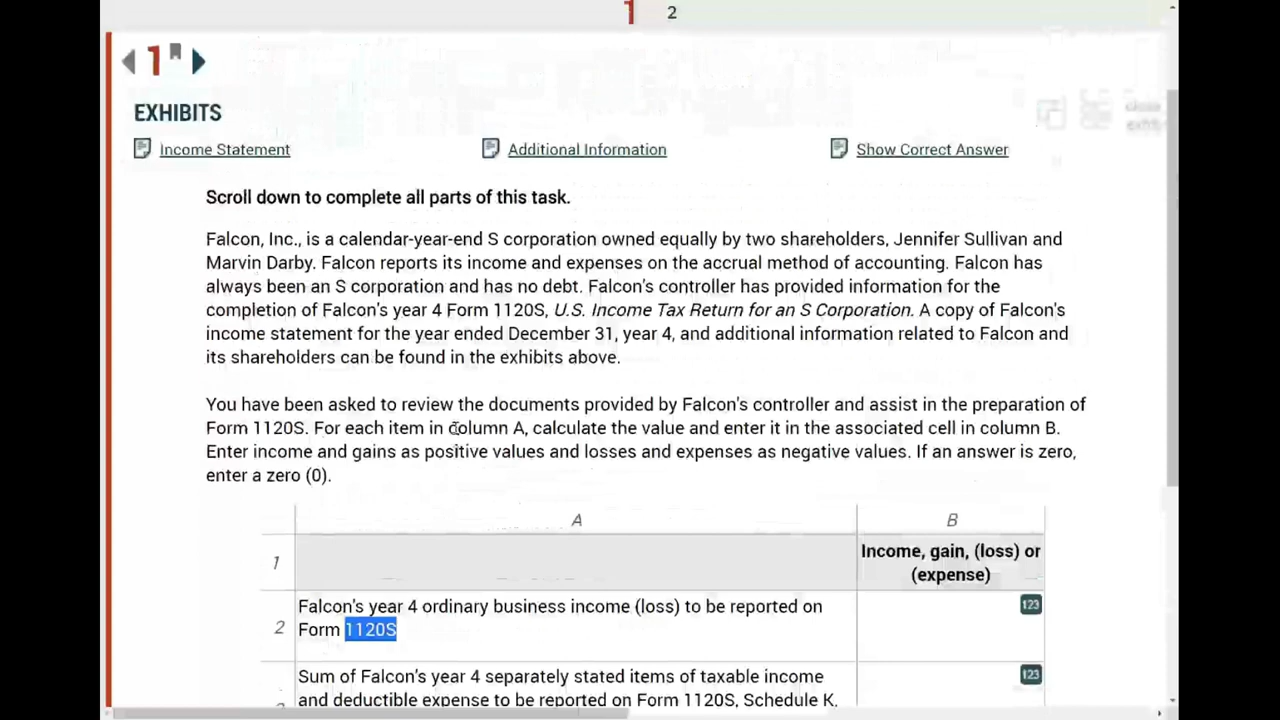 1 2
1
EXHIBITS
close
Income Statement Additional Information Show Correct Answer
Scroll down to complete all parts of this task.
Falcon, Inc., is a calendar-year-end S corporation owned equally by two shareholders, Jennifer Sullivan and
Marvin Darby. Falcon reports its income and expenses on the accrual method of accounting. Falcon has
always been an S corporation and has no debt. Falcon's controller has provided information for the
completion of Falcon's year 4 Form 1120S, U.S. Income Tax Return for an S Corporation. A copy of Falcon's
income statement for the year ended December 31, year 4, and additional information related to Falcon and
its shareholders can be found in the exhibits above.
You have been asked to review the documents provided by Falcon's controller and assist in the preparation of
Form 1120S. For each item in column A, calculate the value and enter it in the associated cell in column B.
Enter income and gains as positive values and losses and expenses as negative values. If an answer is zero,
enter a zero (0).
A B
1 Income, gain, (loss) or
(expense)
Falcon's year 4 ordinary business income (loss) to be reported on 123
2 Form 1120S
Sum of Falcon's year 4 separately stated items of taxable income 123
and deductible expense to be reported on Form 1120S, Schedule K,